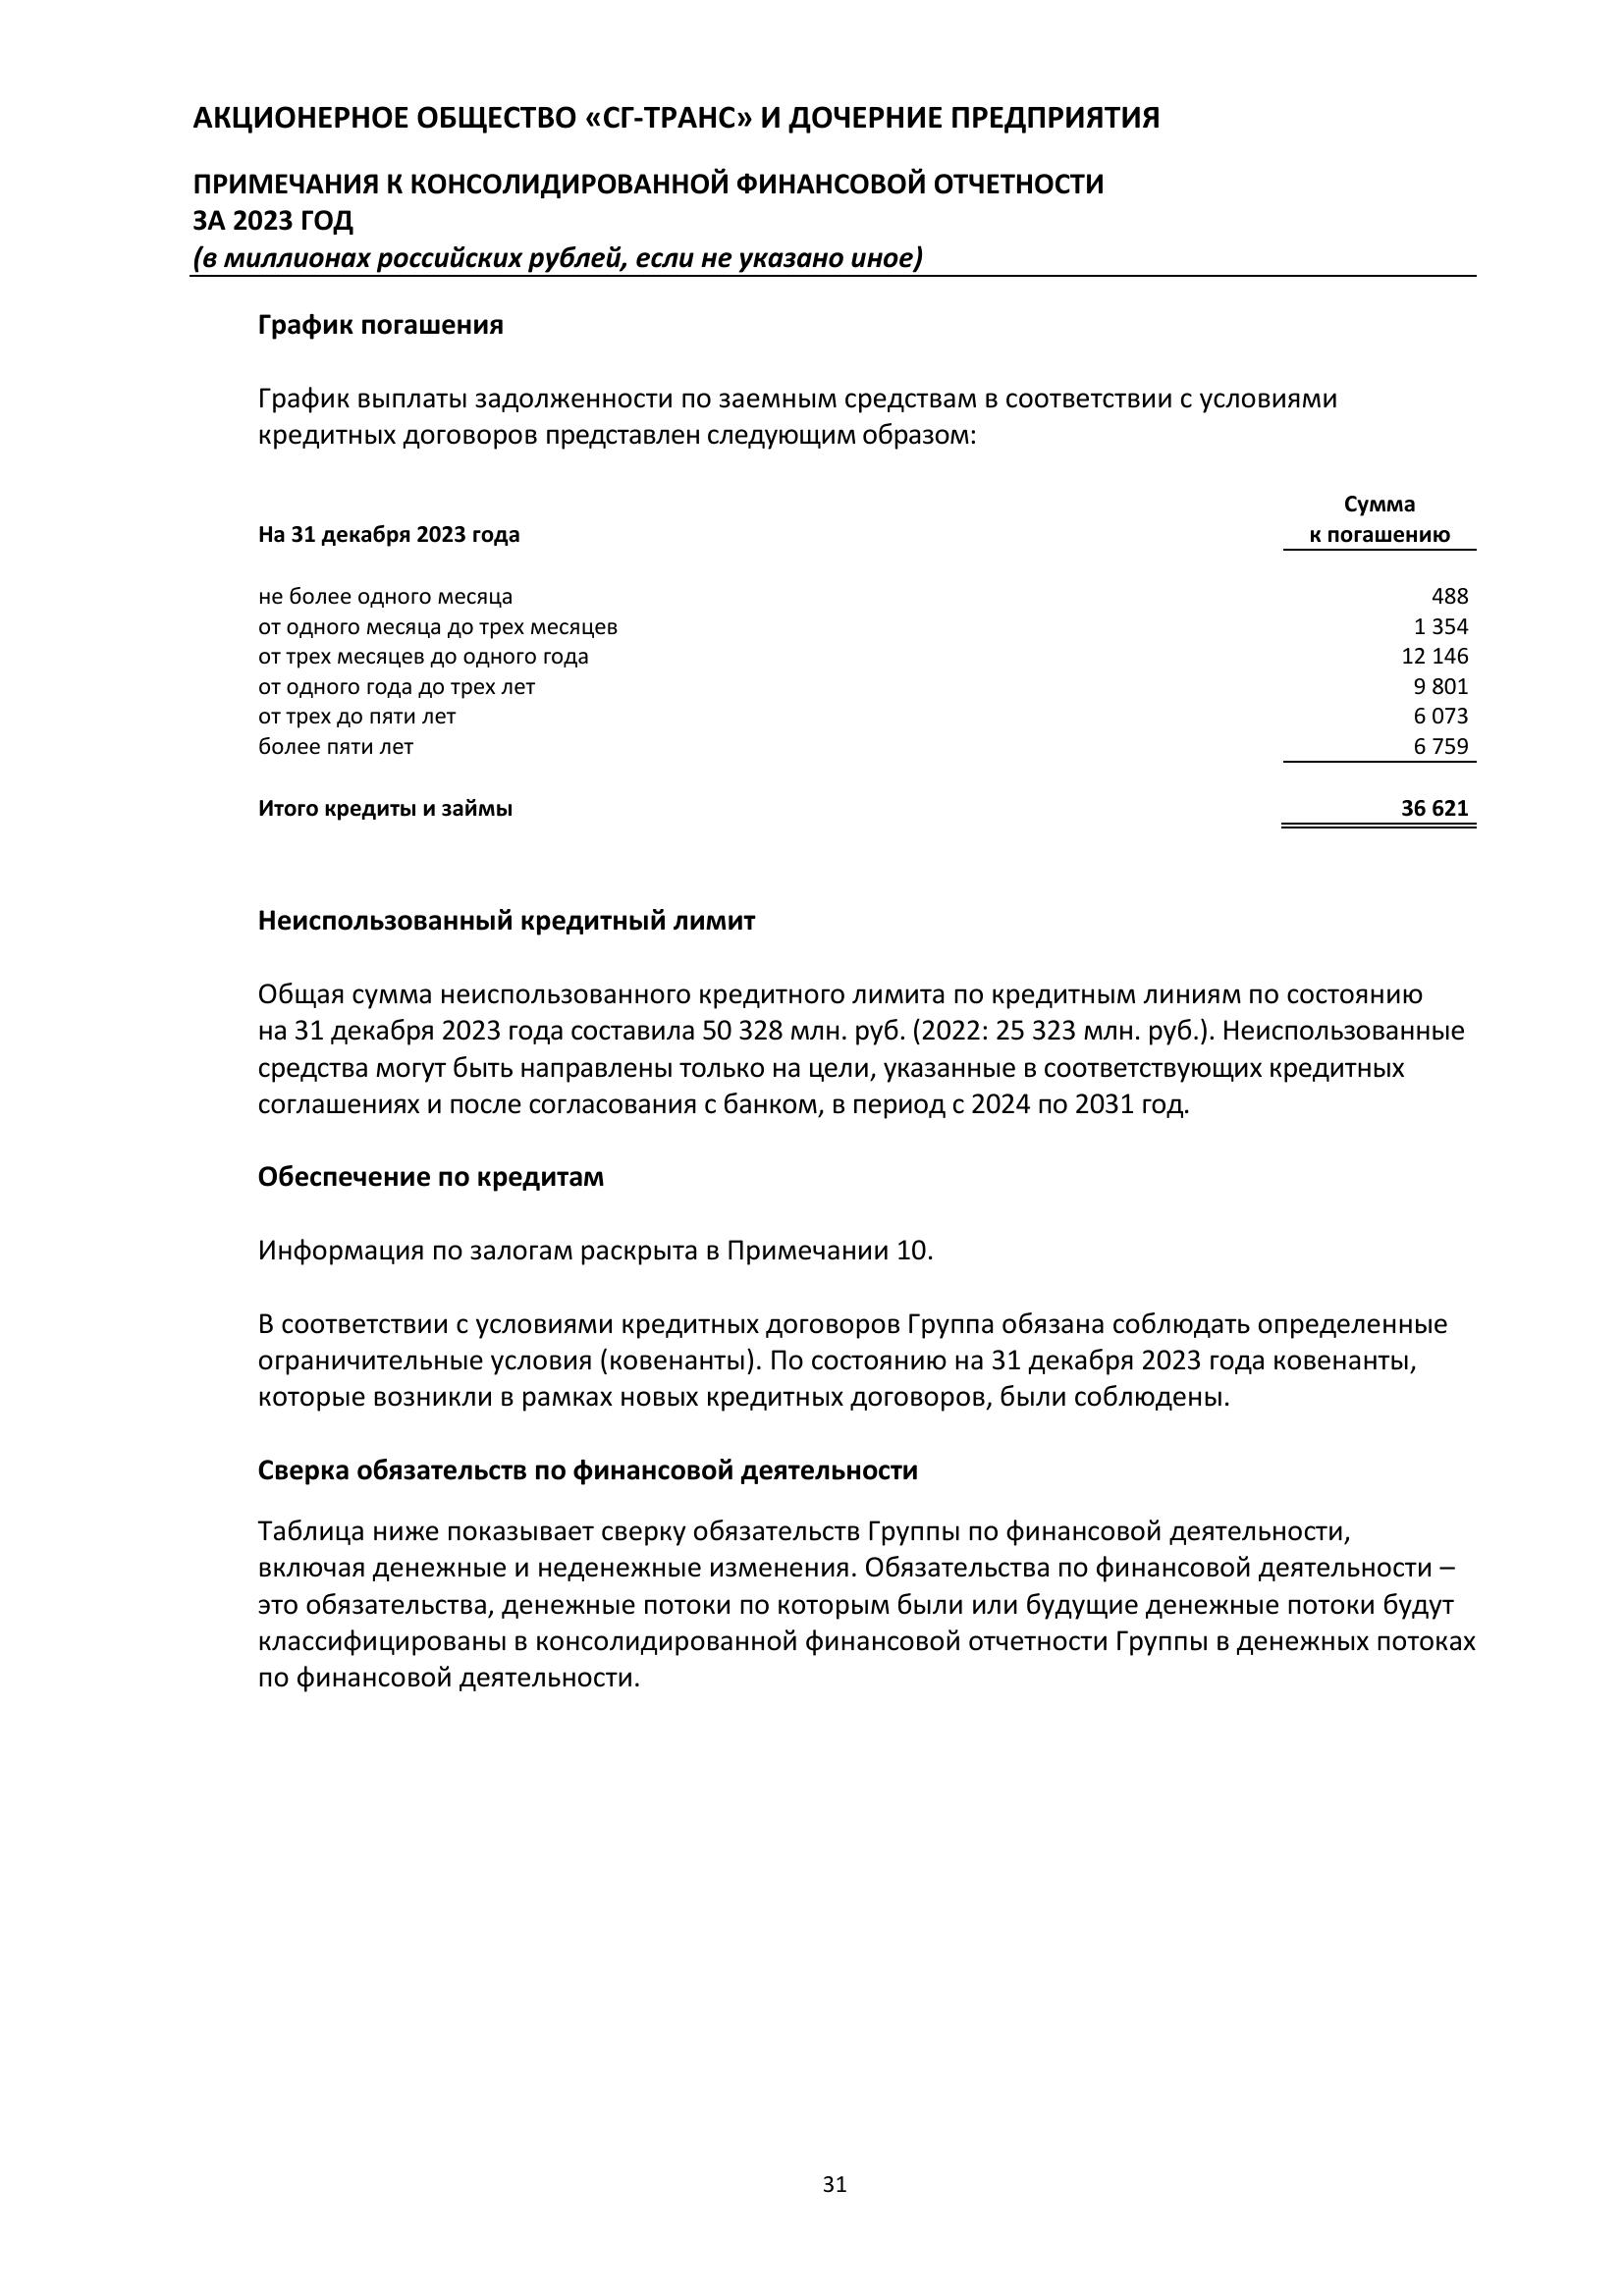 АКЦИОНЕРНОЕ ОБЩЕСТВО «СГ-ТРАНС» И ДОЧЕРНИЕ ПРЕДПРИЯТИЯ
ПРИМЕЧАНИЯ К КОНСОЛИДИРОВАННОЙ ФИНАНСОВОЙ ОТЧЕТНОСТИ
ЗА 2023 ГОД
(в миллионах российских рублей, если не указано иное)
График погашения
График выплаты задолженности по заемным средствам в соответствии с условиями
кредитных договоров представлен следующим образом:
Сумма
На 31 декабря 2023 года к погашению
не более одного месяца 488
от одного месяца до трех месяцев 1 354
от трех месяцев до одного года 12 146
от одного года до трех лет 9 801
от трех до пяти лет 6 073
более пяти лет 6 759
Итого кредиты и займы 36 621
Неиспользованный кредитный лимит
Общая сумма неиспользованного кредитного лимита по кредитным линиям по состоянию
на 31 декабря 2023 года составила 50 328 млн. руб. (2022: 25 323 млн. руб.). Неиспользованные
средства могут быть направлены только на цели, указанные в соответствующих кредитных
соглашениях и после согласования с банком, в период с 2024 по 2031 год.
Обеспечение по кредитам
Информация по залогам раскрыта в Примечании 10.
В соответствии с условиями кредитных договоров Группа обязана соблюдать определенные
ограничительные условия (ковенанты). По состоянию на 31 декабря 2023 года ковенанты,
которые возникли в рамках новых кредитных договоров, были соблюдены.
Сверка обязательств по финансовой деятельности
Таблица ниже показывает сверку обязательств Группы по финансовой деятельности,
включая денежные и неденежные изменения. Обязательства по финансовой деятельности –
это обязательства, денежные потоки по которым были или будущие денежные потоки будут
классифицированы в консолидированной финансовой отчетности Группы в денежных потоках
по финансовой деятельности.
31